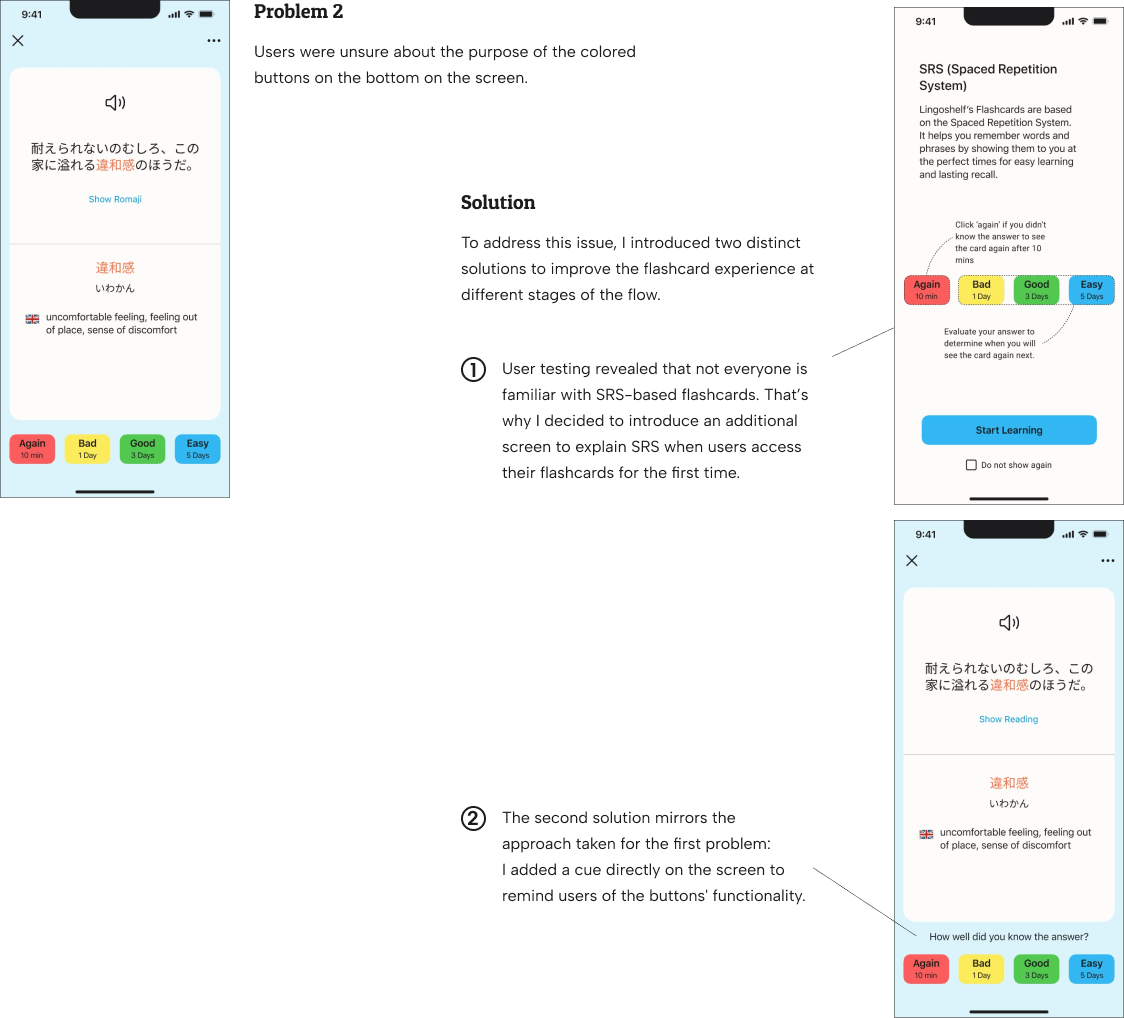 9:41
耐えられないのむしろ、この
家に溢れる違和感のほうだ。
Show Romaji
違和感
いわかん
uncomfortable feeling, feeling out
of place, sense of discomfort
Again
10 min
Bad
1 Day
Good
3 Days
Easy
5 Days
Problem 2
Users were unsure about the purpose of the colored
buttons on the bottom on the screen.
Solution
To address this issue, I introduced two distinct
solutions to improve the flashcard experience at
different stages of the flow.
1
User testing revealed that not everyone is
familiar with SRS-based flashcards. That's
why I decided to introduce an additional
screen to explain SRS when users access
their flashcards for the first time.
9:41
SRS (Spaced Repetition
System)
Lingoshelf's Flashcards are based
on the Spaced Repetition System.
It helps you remember words and
phrases by showing them to you at
the perfect times for easy learning
and lasting recall.
Click 'again' if you didn't
know the answer to see
the card again after 10
mins
Again
10 min
Bad
1 Day
Good
3 Days
Easy
5 Days
Evaluate your answer to
determine when you will
see the card again next.
Start Learning
Do not show again
2
The second solution mirrors the
approach taken for the first problem:
I added a cue directly on the screen to
remind users of the buttons' functionality.
9:41
耐えられないのむしろ、この
家に溢れる違和感のほうだ。
Show Reading
違和感
いわかん
uncomfortable feeling, feeling out
of place, sense of discomfort
How well did you know the answer?
Again
10 min
Bad
1 Day
Good
3 Days
Easy
5 Days